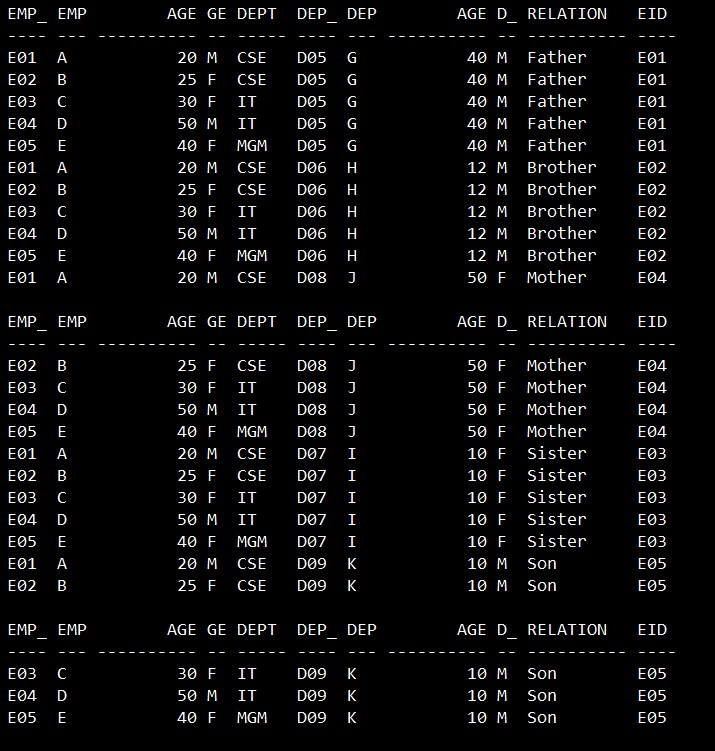 EMP_ EMP        AGE GE DEPT  DEP_ DEP        AGE D_ RELATION   EID
---- --- ---------- -- ----- ---- --- ---------- -- ---------- ----
E01  A           20 M  CSE   D05  G           40 M  Father     E01
E02  B           25 F  CSE   D05  G           40 M  Father     E01
E03  C           30 F  IT    D05  G           40 M  Father     E01
E04  D           50 M  IT    D05  G           40 M  Father     E01
E05  E           40 F  MGM   D05  G           40 M  Father     E01
E01  A           20 M  CSE   D06  H           12 M  Brother    E02
E02  B           25 F  CSE   D06  H           12 M  Brother    E02
E03  C           30 F  IT    D06  H           12 M  Brother    E02
E04  D           50 M  IT    D06  H           12 M  Brother    E02
E05  E           40 F  MGM   D06  H           12 M  Brother    E02
E01  A           20 M  CSE   D08  J           50 F  Mother     E04
EMP_ EMP        AGE GE DEPT  DEP_ DEP        AGE D_ RELATION   EID
---- --- ---------- -- ----- ---- --- ---------- -- ---------- ----
E02  B           25 F  CSE   D08  J           50 F  Mother     E04
E03  C           30 F  IT    D08  J           50 F  Mother     E04
E04  D           50 M  IT    D08  J           50 F  Mother     E04
E05  E           40 F  MGM   D08  J           50 F  Mother     E04
E01  A           20 M  CSE   D07  I           10 F  Sister     E03
E02  B           25 F  CSE   D07  I           10 F  Sister     E03
E03  C           30 F  IT    D07  I           10 F  Sister     E03
E04  D           50 M  IT    D07  I           10 F  Sister     E03
E05  E           40 F  MGM   D07  I           10 F  Sister     E03
E01  A           20 M  CSE   D09  K           10 M  Son        E05
E02  B           25 F  CSE   D09  K           10 M  Son        E05
EMP_ EMP        AGE GE DEPT  DEP_ DEP        AGE D_ RELATION   EID
---- --- ---------- -- ----- ---- --- ---------- -- ---------- ----
E03  C           30 F  IT    D09  K           10 M  Son        E05
E04  D           50 M  IT    D09  K           10 M  Son        E05
E05  E           40 F  MGM   D09  K           10 M  Son        E05